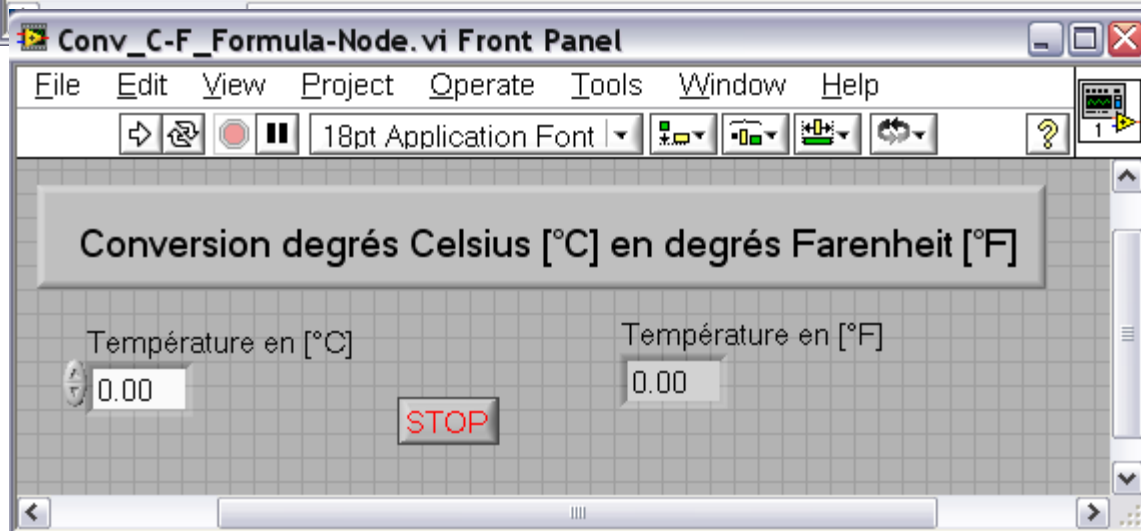 Conv_C-F_Formula-Node.vi Front Panel
File Edit View Project Operate Tools Window Help
18pt Application Font
1
Conversion degrés Celsius [°C] en degrés Farenheit [°F]
Température en [°C]
Température en [°F]
0.00
0.00
STOP